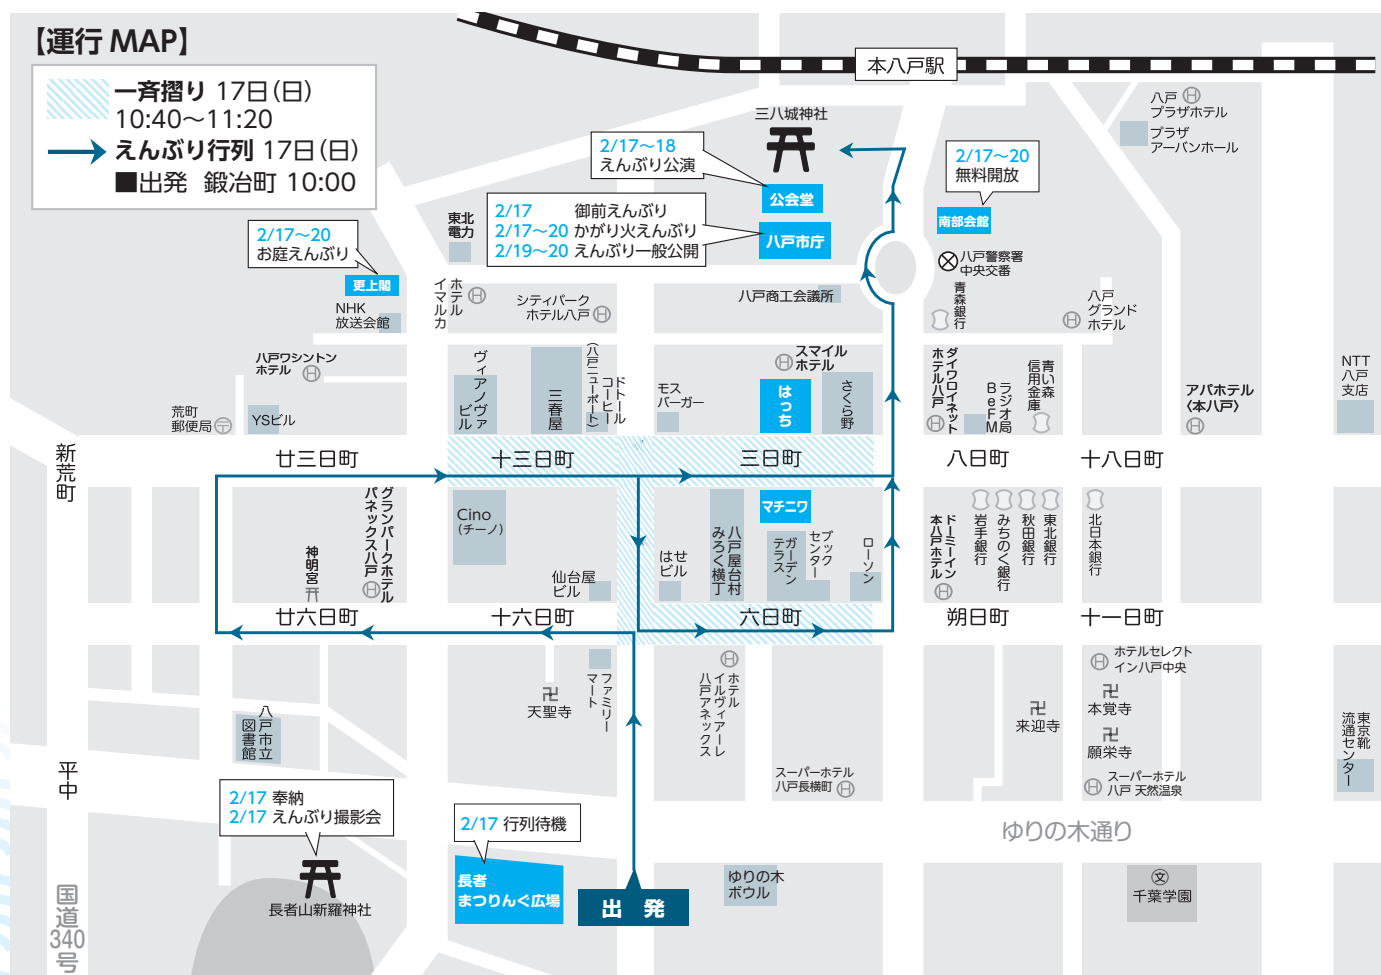 【運行 MAP】
一斉摺り 17日(日)
10:40〜11:20
えんぶり行列 17日(日)
■出発 鍛冶町 10:00
本八戸駅
三八城神社
八戸
プラザホテル
プラザ
アーバンホール
2/17〜18
えんぶり公演
2/17〜20
無料開放
公会堂
2/17 御前えんぶり
2/17〜20 かがり火えんぶり
2/19〜20 えんぶり一般公開
八戸市庁
南部会館
東北
電力
2/17〜20
お庭えんぶり
更上閣
八戸警察署
中央交番
NHK
放送会館
ホテル
イマルカ
シティパーク
ホテル八戸
八戸商工会議所
青森銀行
八戸
グランド
ホテル
八戸ワシントン
ホテル
ヴィアノヴァ
ビル
三春屋
ドトール
コーヒー
(八戸ニューポート)
モス
バーガー
スマイル
ホテル
はっち
さくら野
ダイワロイネット
ホテル八戸
ラジオ局
BeFM
青い森
信用金庫
アパホテル
〈本八戸〉
NTT
八戸
支店
荒町
郵便局
YSビル
新荒町
廿三日町
十三日町
三日町
八日町
十八日町
グランパークホテル
パネックス八戸
神明宮
Cino
(チーノ)
仙台屋
ビル
はせ
ビル
八戸屋台村
みろく横丁
マチニワ
ガーデン
テラス
ブック
センター
ローソン
ドーミーイン
本八戸ホテル
岩手銀行
みちのく銀行
秋田銀行
東北銀行
北日本銀行
廿六日町
十六日町
六日町
朔日町
十一日町
ファミリー
マート
天聖寺
ホテル
イルヴィアーレ
八戸アネックス
ホテルセレクト
イン八戸中央
本覚寺
来迎寺
願栄寺
東京靴
流通センター
八戸市立
図書館
平中
スーパーホテル
八戸長横町
スーパーホテル
八戸 天然温泉
2/17 奉納
2/17 えんぶり撮影会
2/17 行列待機
ゆりの木通り
長者
まつりんぐ広場
出 発
ゆりの木
ボウル
文
千葉学園
長者山新羅神社
国道
340
号